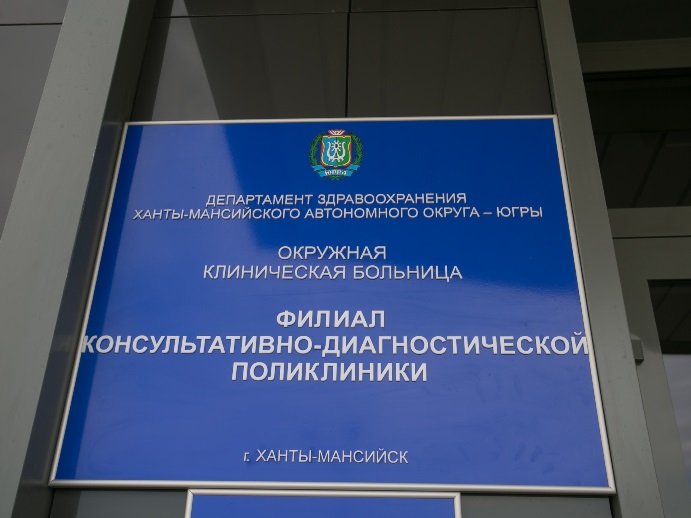 ЮГРА
ДЕПАРТАМЕНТ ЗДРАВООХРАНЕНИЯ
ХАНТЫ-МАНСИЙСКОГО АВТОНОМНОГО ОКРУГА – ЮГРЫ
ОКРУЖНАЯ
КЛИНИЧЕСКАЯ БОЛЬНИЦА
ФИЛИАЛ
КОНСУЛЬТАТИВНО-ДИАГНОСТИЧЕСКОЙ
ПОЛИКЛИНИКИ
г. ХАНТЫ-МАНСИЙСК